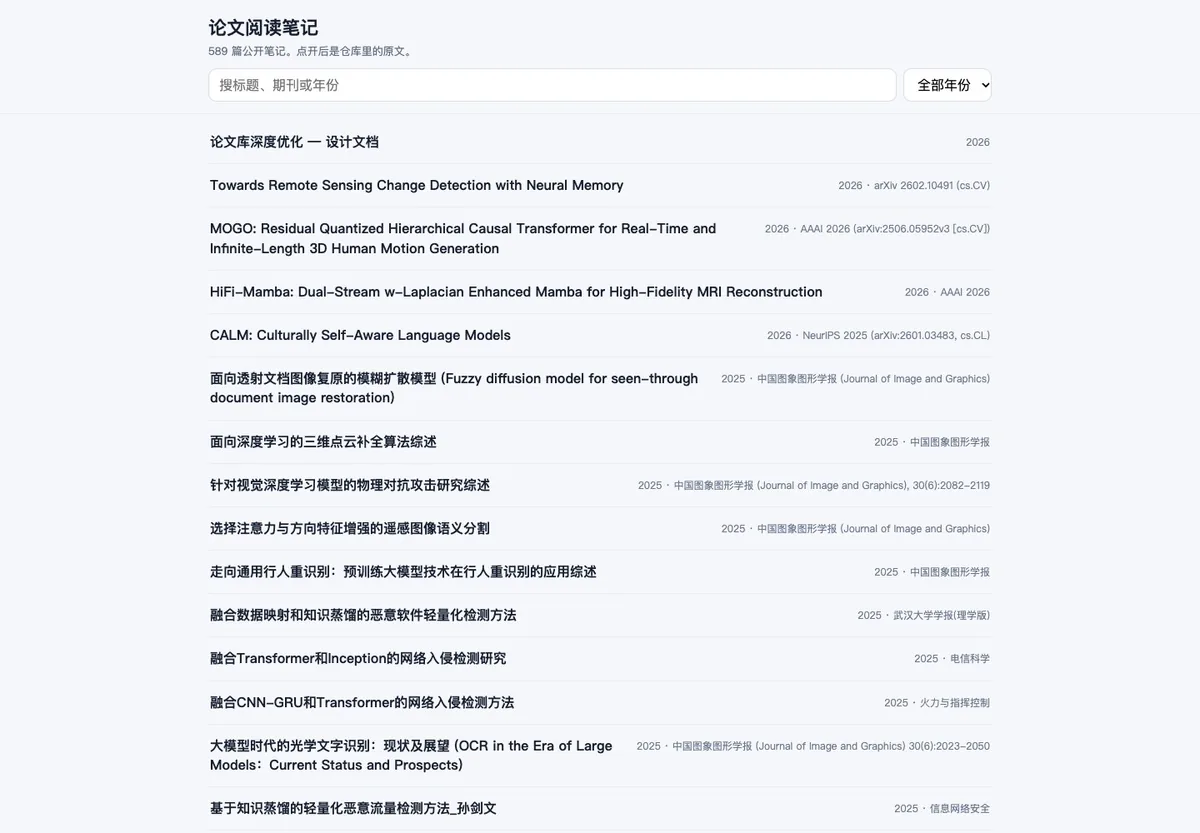 论文阅读笔记
589 篇公开笔记。点开后是仓库里的原文。
搜标题、期刊或年份
全部年份
论文库深度优化 — 设计文档
2026
Towards Remote Sensing Change Detection with Neural Memory
2026 · arXiv 2602.10491 (cs.CV)
MOGO: Residual Quantized Hierarchical Causal Transformer for Real-Time and
Infinite-Length 3D Human Motion Generation
2026 · AAAI 2026 (arXiv:2506.05952v3 [cs.CV])
HiFi-Mamba: Dual-Stream w-Laplacian Enhanced Mamba for High-Fidelity MRI Reconstruction
2026 · AAAI 2026
CALM: Culturally Self-Aware Language Models
2026 · NeurIPS 2025 (arXiv:2601.03483, cs.CL)
面向透射文档图像复原的模糊扩散模型 (Fuzzy diffusion model for seen-through
document image restoration)
2025 · 中国图象图形学报 (Journal of Image and Graphics)
面向深度学习的三维点云补全算法综述
2025 · 中国图象图形学报
针对视觉深度学习模型的物理对抗攻击研究综述
2025 · 中国图象图形学报 (Journal of Image and Graphics), 30(6):2082-2119
选择注意力与方向特征增强的遥感图像语义分割
2025 · 中国图象图形学报 (Journal of Image and Graphics)
走向通用行人重识别：预训练大模型技术在行人重识别的应用综述
2025 · 中国图象图形学报
融合数据映射和知识蒸馏的恶意软件轻量化检测方法
2025 · 武汉大学学报(理学版)
融合Transformer和Inception的网络入侵检测研究
2025 · 电信科学
融合CNN-GRU和Transformer的网络入侵检测方法
2025 · 火力与指挥控制
大模型时代的光学文字识别：现状及展望 (OCR in the Era of Large
Models：Current Status and Prospects)
2025 · 中国图象图形学报 (Journal of Image and Graphics) 30(6):2023-2050
基于知识蒸馏的轻量化恶意流量检测方法_孙剑文
2025 · 信息网络安全